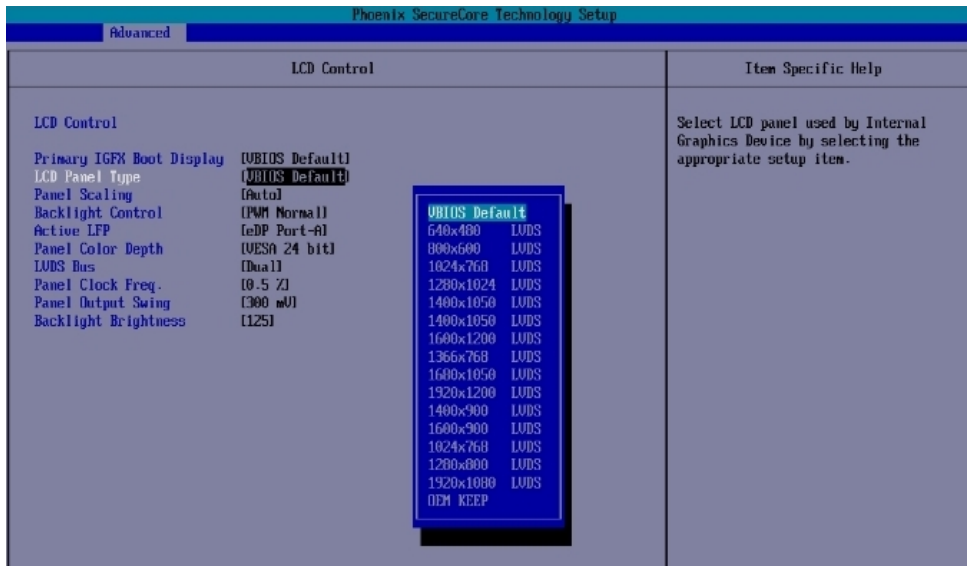 Phoenix SecureCore Technology Setup
Advanced
LCD Control
Item Specific Help
LCD Control
Primary IGFX Boot Display [VBIOS Default]
LCD Panel Type [VBIOS Default]
Panel Scaling [Auto]
Backlight Control [PWM Normal]
Active LFP [eDP Port-A]
Panel Color Depth [VESA 24 bit]
LVDS Bus [Dual]
Panel Clock Freq. [0.5 %]
Panel Output Swing [300 mV]
Backlight Brightness [125]
VBIOS Default
640x480 LVDS
800x600 LVDS
1024x768 LVDS
1280x1024 LVDS
1400x1050 LVDS
1400x1050 LVDS
1600x1200 LVDS
1366x768 LVDS
1680x1050 LVDS
1920x1200 LVDS
1400x900 LVDS
1600x900 LVDS
1024x768 LVDS
1280x800 LVDS
1920x1080 LVDS
OEM KEEP
Select LCD panel used by Internal
Graphics Device by selecting the
appropriate setup item.